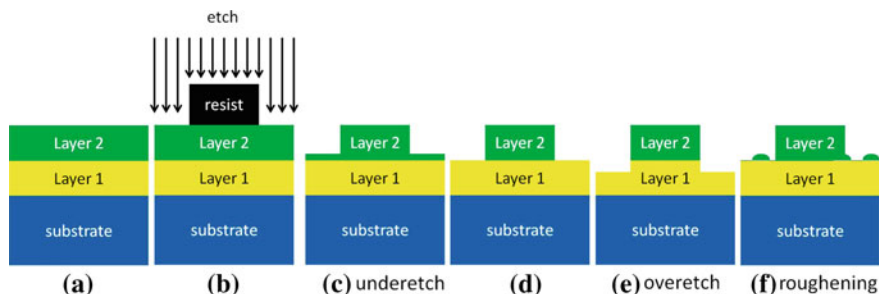 etch
resist
Layer 2 Layer 2 Layer 2 Layer 2 Layer 2 Layer 2
Layer 1 Layer 1 Layer 1 Layer 1 Layer 1 Layer 1
substrate substrate substrate substrate substrate substrate
(a) (b) (c) underetch (d) (e) overetch (f) roughening